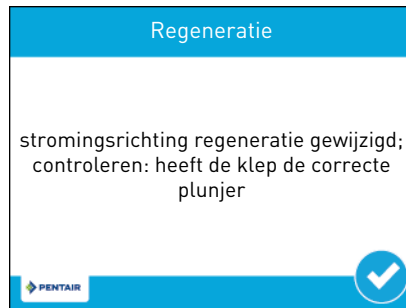 Regeneratie
stromingsrichting regeneratie gewijzigd;
controleren: heeft de klep de correcte
plunjer
PENTAIR